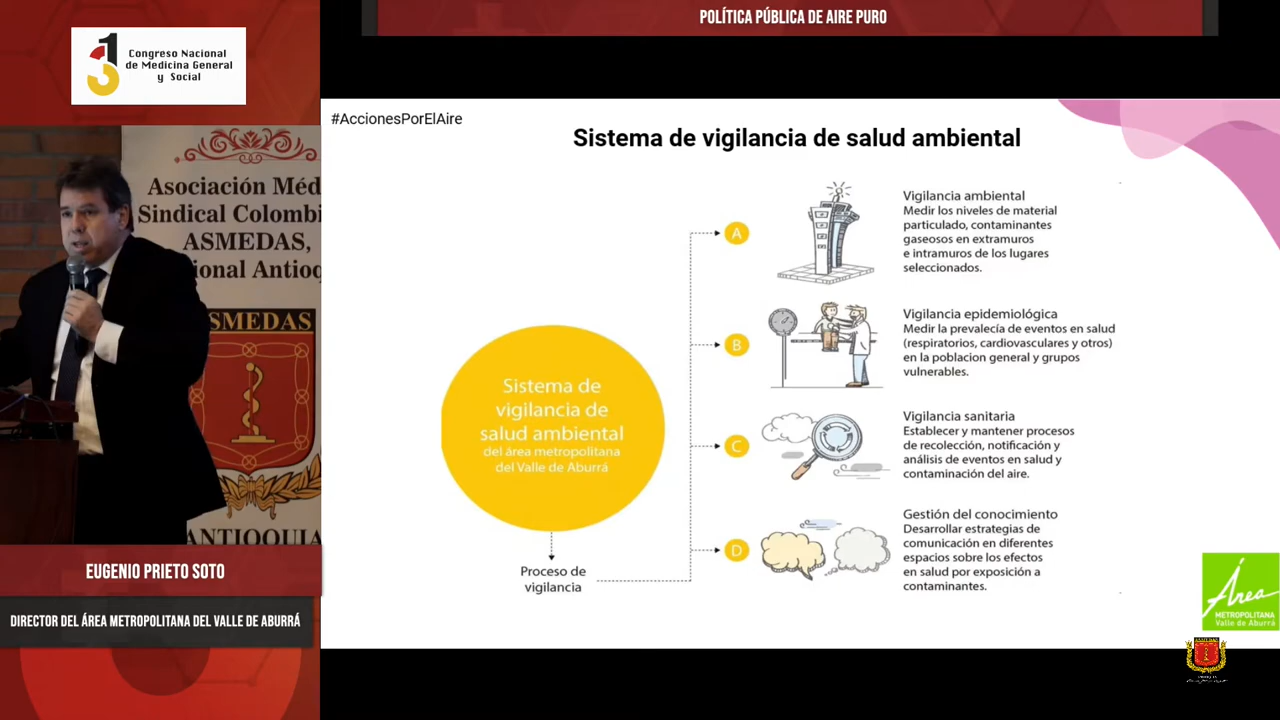 POLÍTICA PÚBLICA DE AIRE PURO
31
Congreso Nacional
de Medicina General
y Social
#AccionesPorElAire
Sistema de vigilancia de salud ambiental
Asociación Méd
Sindical Colombi
ASMEDAS,
ional Antioq
SMEDAS
ANTIOQUIA
Sistema de
vigilancia de
salud ambiental
del área metropolitana
del Valle de Aburrá
Proceso de
vigilancia
A
Vigilancia ambiental
Medir los niveles de material
particulado, contaminantes
gaseosos en extramuros
e intramuros de los lugares
seleccionados.
B
Vigilancia epidemiológica
Medir la prevalecía de eventos en salud
(respiratorios, cardiovasculares y otros)
en la poblacion general y grupos
vulnerables.
C
Vigilancia sanitaria
Establecer y mantener procesos
de recolección, notificación y
análisis de eventos en salud y
contaminación del aire.
D
Gestión del conocimiento
Desarrollar estrategias de
comunicación en diferentes
espacios sobre los efectos
en salud por exposición a
contaminantes.
Área
METROPOLITANA
Valle de Aburrá
EUGENIO PRIETO SOTO
DIRECTOR DEL ÁREA METROPOLITANA DEL VALLE DE ABURRÁ